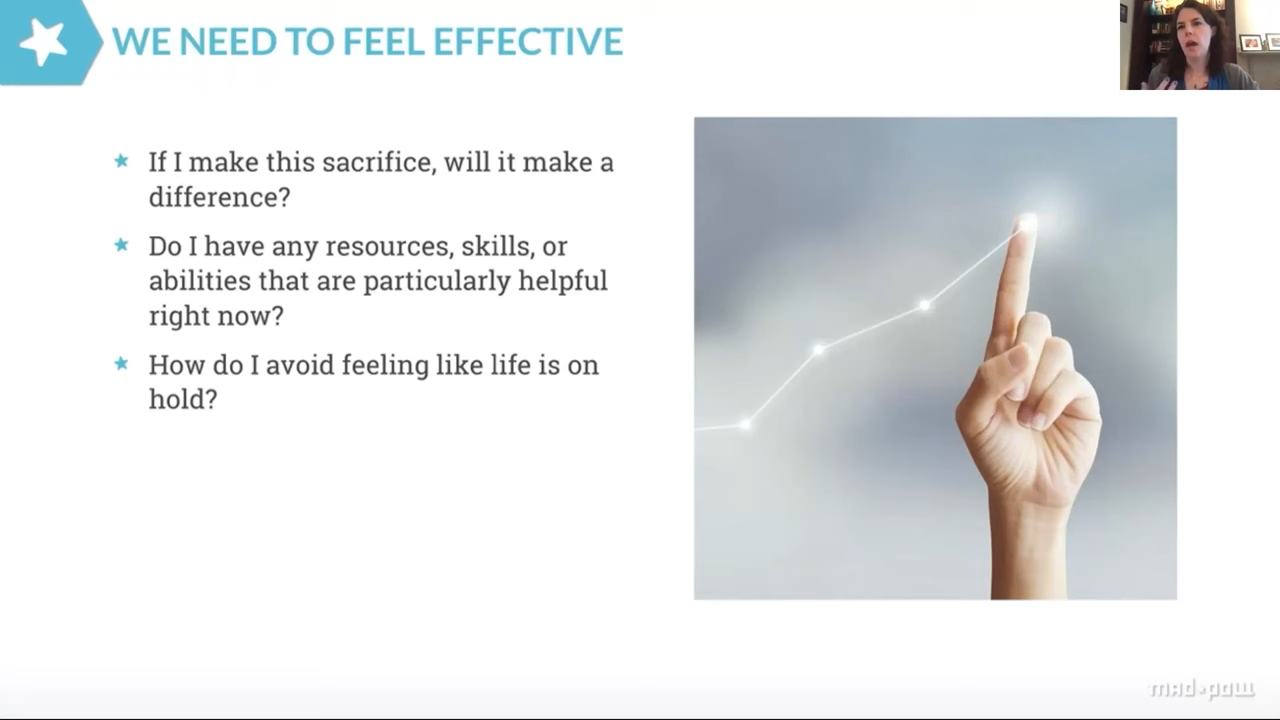 WE NEED TO FEEL EFFECTIVE
If I make this sacrifice, will it make a
difference?
Do I have any resources, skills, or
abilities that are particularly helpful
right now?
How do I avoid feeling like life is on
hold?
mad*pow